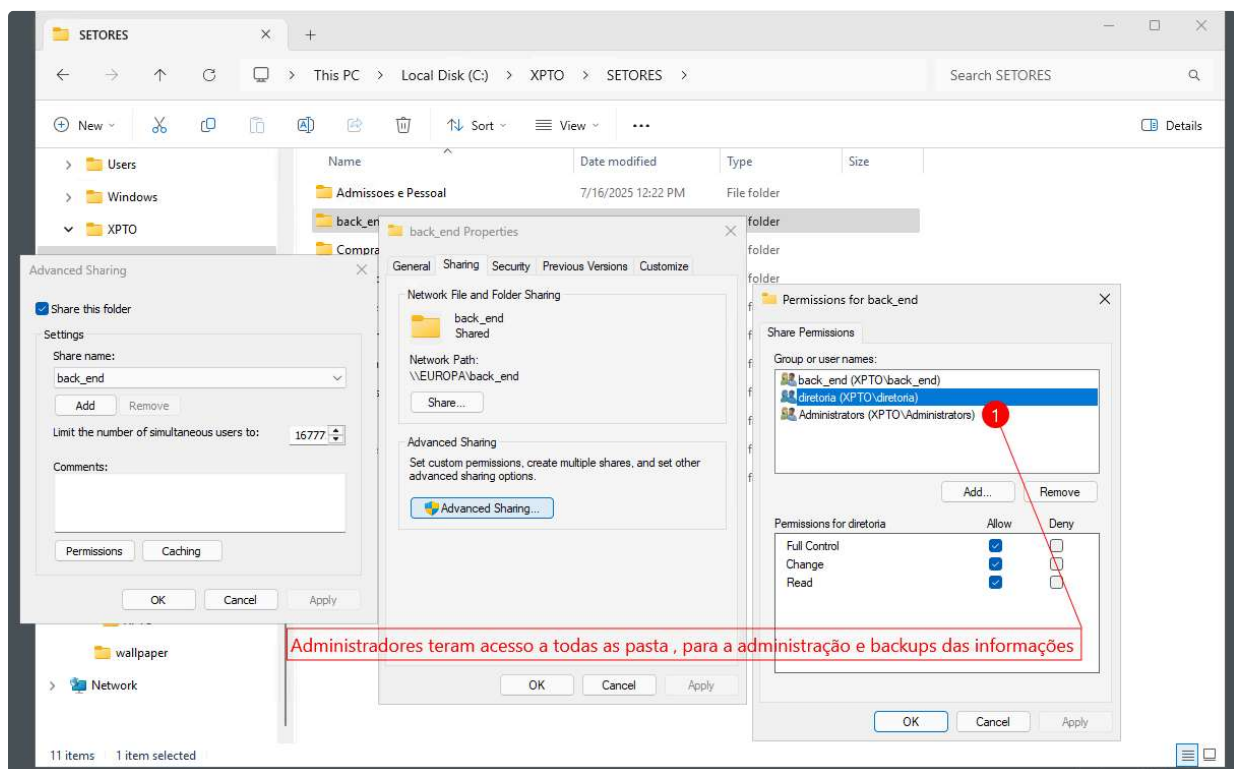 SETORES
This PC > Local Disk (C:) > XPTO > SETORES >
Search SETORES
New
Sort
View
Details
Users
Windows
XPTO
wallpaper
Network
Name Date modified Type Size
Admissoes e Pessoal 7/16/2025 12:22 PM File folder
folder
folder
folder
Advanced Sharing
Share this folder
Settings
Share name:
back_end
Add Remove
Limit the number of simultaneous users to: 16777
Comments:
Permissions Caching
OK Cancel Apply
back_end Properties
General Sharing Security Previous Versions Customize
Network File and Folder Sharing
back_end
Shared
Network Path:
\\EUROPA\back_end
Share...
Advanced Sharing
Set custom permissions, create multiple shares, and set other
advanced sharing options.
Advanced Sharing...
OK Cancel Apply
Permissions for back_end
Share Permissions
Group or user names:
back_end (XPTO\back_end)
diretoria (XPTO\diretoria)
Administrators (XPTO\Administrators)
1
Add... Remove
Permissions for diretoria Allow Deny
Full Control
Change
Read
OK Cancel Apply
Administradores teram acesso a todas as pasta , para a administração e backups das informações
11 items 1 item selected